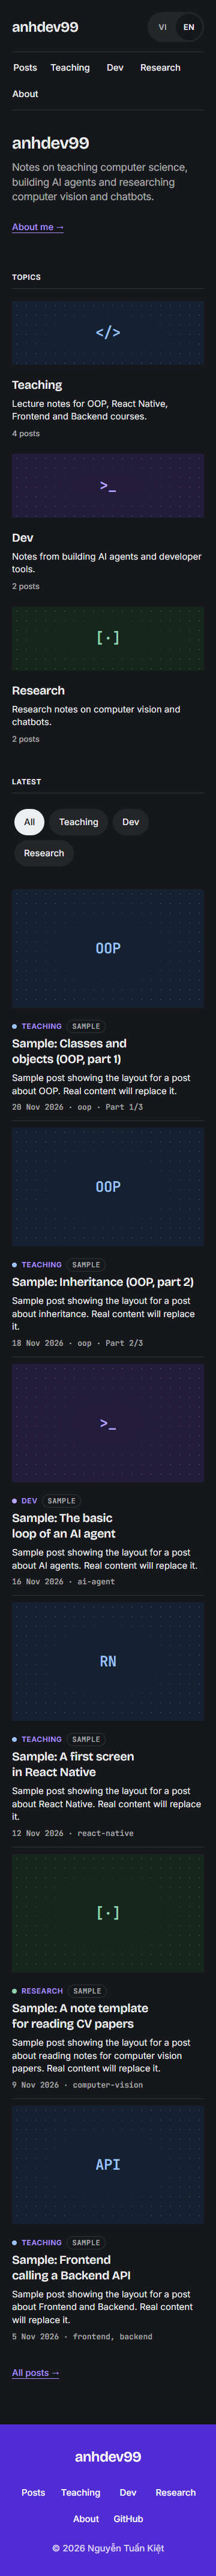 anhdev99
VI EN
Posts Teaching Dev Research
About
anhdev99
Notes on teaching computer science,
building AI agents and researching
computer vision and chatbots.
About me →
TOPICS
</>
Teaching
Lecture notes for OOP, React Native,
Frontend and Backend courses.
4 posts
>_
Dev
Notes from building AI agents and developer
tools.
2 posts
[·]
Research
Research notes on computer vision and
chatbots.
2 posts
LATEST
All Teaching Dev
Research
OOP
TEACHING SAMPLE
Sample: Classes and
objects (OOP, part 1)
Sample post showing the layout for a post
about OOP. Real content will replace it.
20 Nov 2026 · oop · Part 1/3
OOP
TEACHING SAMPLE
Sample: Inheritance (OOP, part 2)
Sample post showing the layout for a post
about inheritance. Real content will replace
it.
18 Nov 2026 · oop · Part 2/3
>_
DEV SAMPLE
Sample: The basic
loop of an AI agent
Sample post showing the layout for a post
about AI agents. Real content will replace it.
16 Nov 2026 · ai-agent
RN
TEACHING SAMPLE
Sample: A first screen
in React Native
Sample post showing the layout for a post
about React Native. Real content will replace
it.
12 Nov 2026 · react-native
[·]
RESEARCH SAMPLE
Sample: A note template
for reading CV papers
Sample post showing the layout for a post
about reading notes for computer vision
papers. Real content will replace it.
9 Nov 2026 · computer-vision
API
TEACHING SAMPLE
Sample: Frontend
calling a Backend API
Sample post showing the layout for a post
about Frontend and Backend. Real content
will replace it.
5 Nov 2026 · frontend, backend
All posts →
anhdev99
Posts Teaching Dev Research
About GitHub
© 2026 Nguyễn Tuấn Kiệt